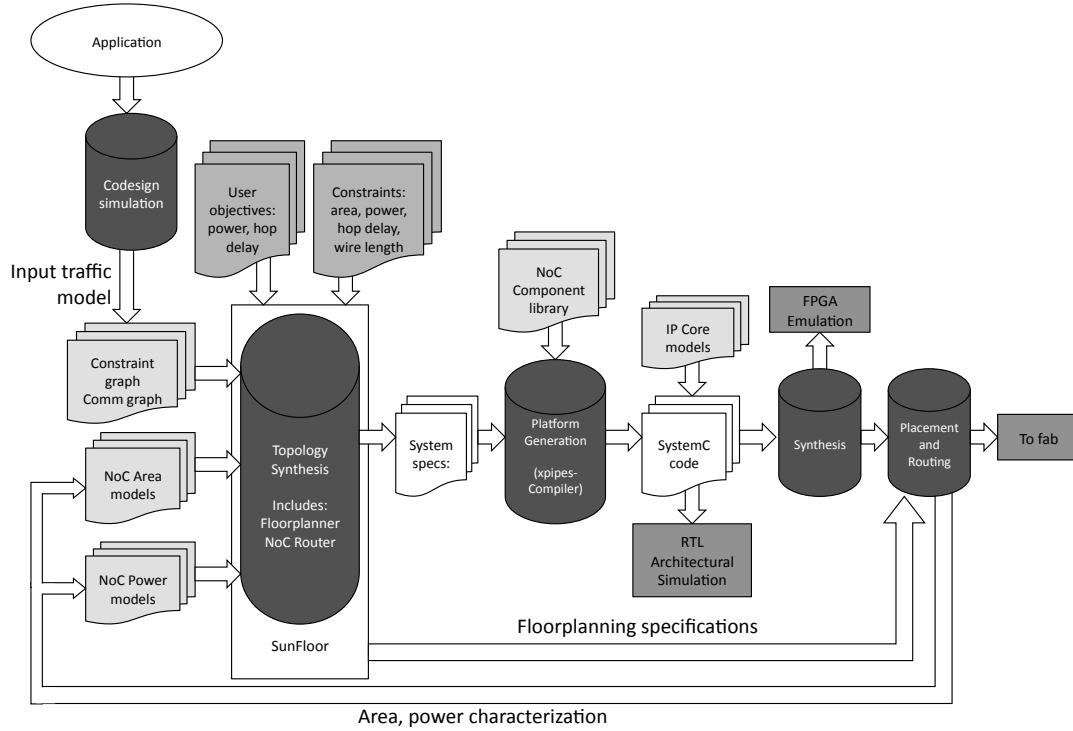 Application
Codesign
simulation
Input traffic
model
User
objectives:
power, hop
delay
Constraints:
area, power,
hop delay,
wire length
NoC
Component
library
IP Core
models
FPGA
Emulation
Constraint
graph
Comm graph
NoC Area
models
NoC Power
models
Topology
Synthesis
Includes:
Floorplanner
NoC Router
SunFloor
System
specs:
Platform
Generation
(xpipes-
Compiler)
SystemC
code
Synthesis
Placement
and
Routing
To fab
RTL
Architectural
Simulation
Floorplanning specifications
Area, power characterization